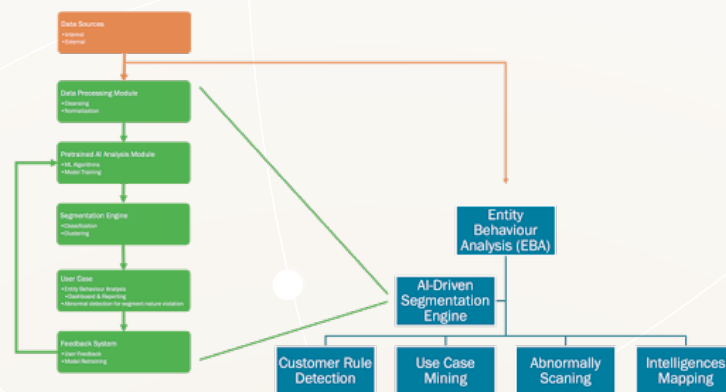 Data Sources
•Internal
•External
Data Processing Module
•Cleansing
•Normalization
Pretrained AI Analysis Module
•ML Algorithms
•Model Training
Segmentation Engine
•Classification
•Clustering
User Case
•Entity Behaviour Analysis
•Dashboard & Reporting
•Abnormal detection for segment nature violation
Feedback System
•User Feedback
•Model Retraining
Entity
Behaviour
Analysis (EBA)
AI-Driven
Segmentation
Engine
Customer Rule
Detection
Use Case
Mining
Abnormally
Scaning
Intelligences
Mapping